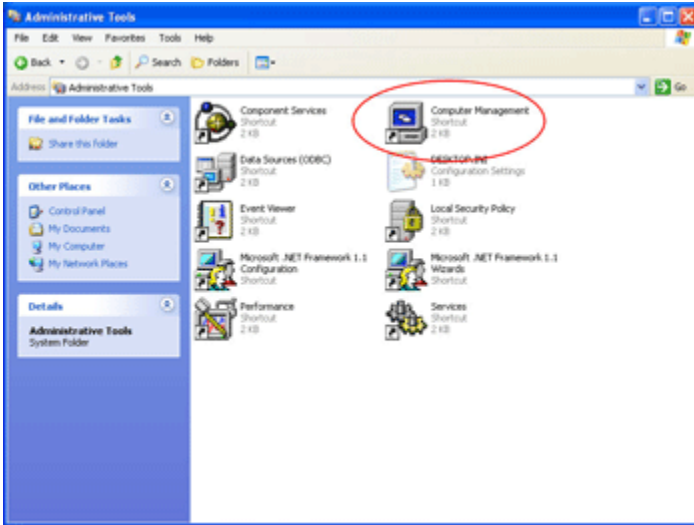 Administrative Tools
File Edit View Favorites Tools Help
Back Search Folders
Address Administrative Tools Go
File and Folder Tasks
Share this folder
Other Places
Control Panel
My Documents
My Computer
My Network Places
Details
Administrative Tools
System Folder
Component Services
Shortcut
2 KB
Computer Management
Shortcut
2 KB
Data Sources (ODBC)
Shortcut
2 KB
DESKTOP.INI
Configuration Settings
1 KB
Event Viewer
Shortcut
2 KB
Local Security Policy
Shortcut
2 KB
Microsoft .NET Framework 1.1
Configuration
Shortcut
Microsoft .NET Framework 1.1
Wizards
Shortcut
Performance
Shortcut
2 KB
Services
Shortcut
2 KB